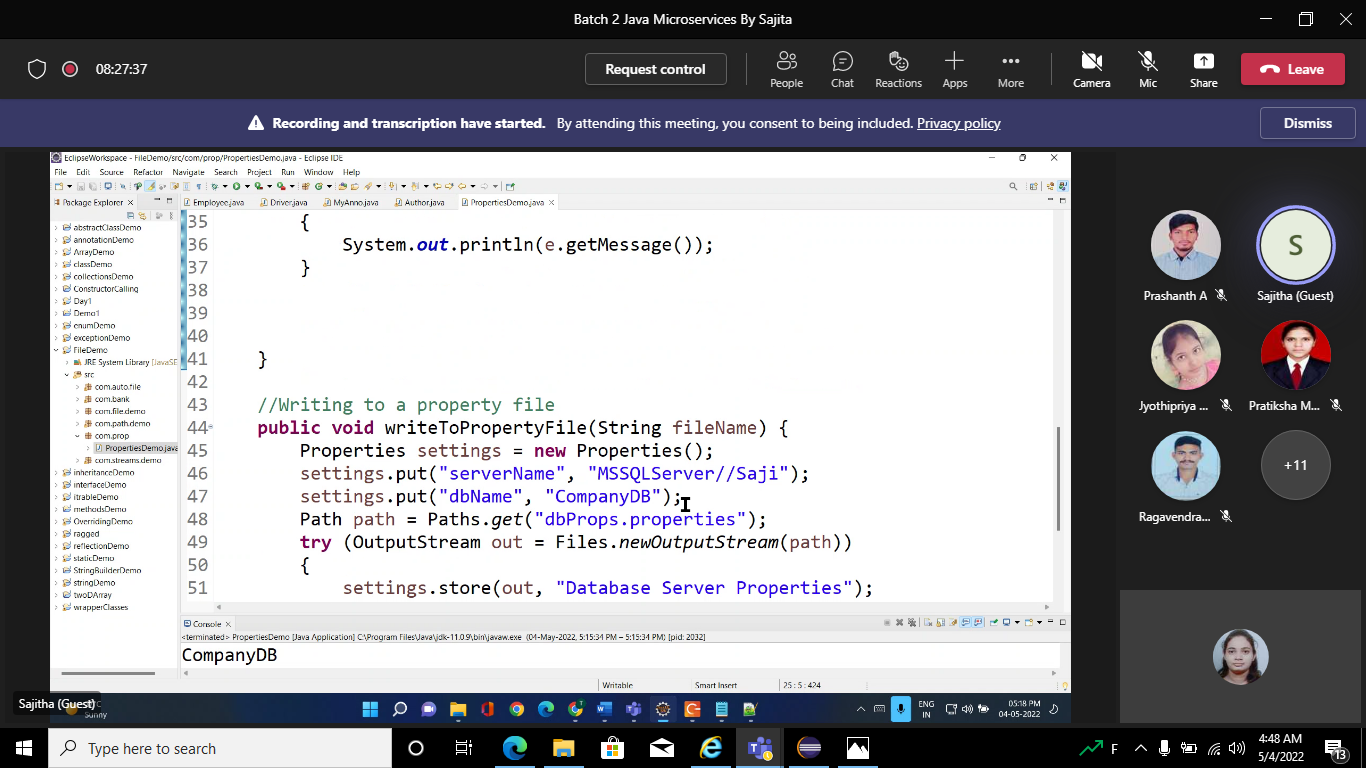 Batch 2 Java Microservices By Sajita
08:27:37
Request control
People
Chat
Reactions
Apps
More
Camera
Mic
Share
Leave
Recording and transcription have started. By attending this meeting, you consent to being included. Privacy policy
Dismiss
EclipseWorkspace - FileDemo/src/com/prop/PropertiesDemo.java - Eclipse IDE
File Edit Source Refactor Navigate Search Project Run Window Help
Package Explorer
Employee.java
Driver.java
MyAnno.java
Author.java
PropertiesDemo.java
abstractClassDemo
annotationDemo
ArrayDemo
classDemo
collectionsDemo
ConstructorCalling
Day1
Demo1
enumDemo
exceptionDemo
FileDemo
JRE System Library [JavaSE
src
com.auto.file
com.bank
com.file.demo
com.path.demo
com.prop
PropertiesDemo.java
com.streams.demo
inheritanceDemo
interfaceDemo
itrableDemo
methodsDemo
OverridingDemo
ragged
reflectionDemo
staticDemo
StringBuilderDemo
stringDemo
twoDArray
wrapperClasses
35 {
36 System.out.println(e.getMessage());
37 }
38
39
40
41 }
42
43 //Writing to a property file
44 public void writeToPropertyFile(String fileName) {
45 Properties settings = new Properties();
46 settings.put("serverName", "MSSQLServer//Saji");
47 settings.put("dbName", "CompanyDB");
48 Path path = Paths.get("dbProps.properties");
49 try (OutputStream out = Files.newOutputStream(path))
50 {
51 settings.store(out, "Database Server Properties");
Console
<terminated> PropertiesDemo [Java Application] C:\Program Files\Java\jdk-11.0.9\bin\javaw.exe (04-May-2022, 5:15:34 PM – 5:15:34 PM) [pid: 2032]
CompanyDB
Writable
Smart Insert
25 : 5 : 424
Sajitha (Guest)
Sunny
ENG
IN
05:18 PM
04-05-2022
Prashanth A
S
Sajitha (Guest)
Jyothipriya ...
Pratiksha M...
Ragavendra...
+11
Type here to search
F
4:48 AM
5/4/2022
13